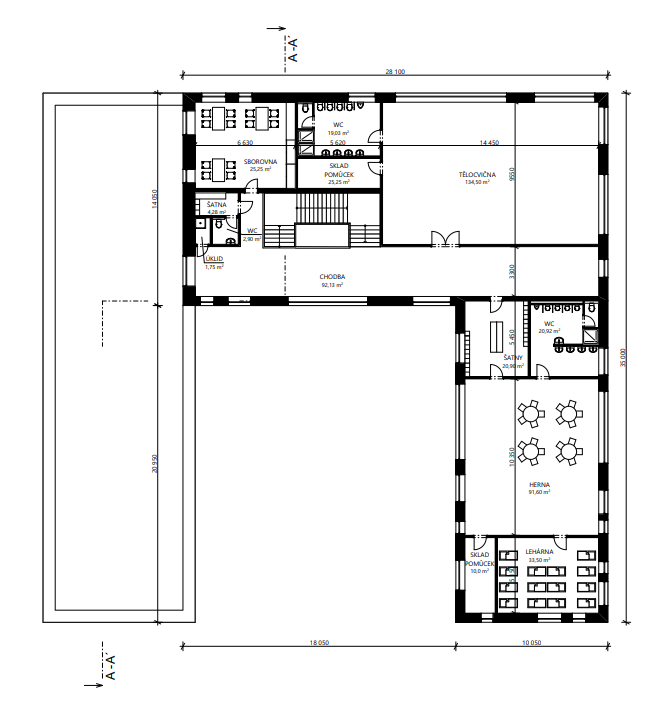 A -A'
28 100
WC
19,03 m²
6 630
5 620
14 450
SBOROVNA
25,25 m²
SKLAD
POMŮCEK
25,25 m²
TĚLOCVIČNA
134,50 m²
9550
14 050
ŠATNA
4,28 m²
WC
2,90 m²
ÚKLID
1,75 m²
CHODBA
92,13 m²
3 300
WC
20,92 m²
5 450
ŠATNY
20,90 m²
35 000
10 350
HERNA
91,60 m²
20 950
SKLAD
POMŮCEK
10,0 m²
LEHÁRNA
33,50 m²
18 050
10 050
A -A'